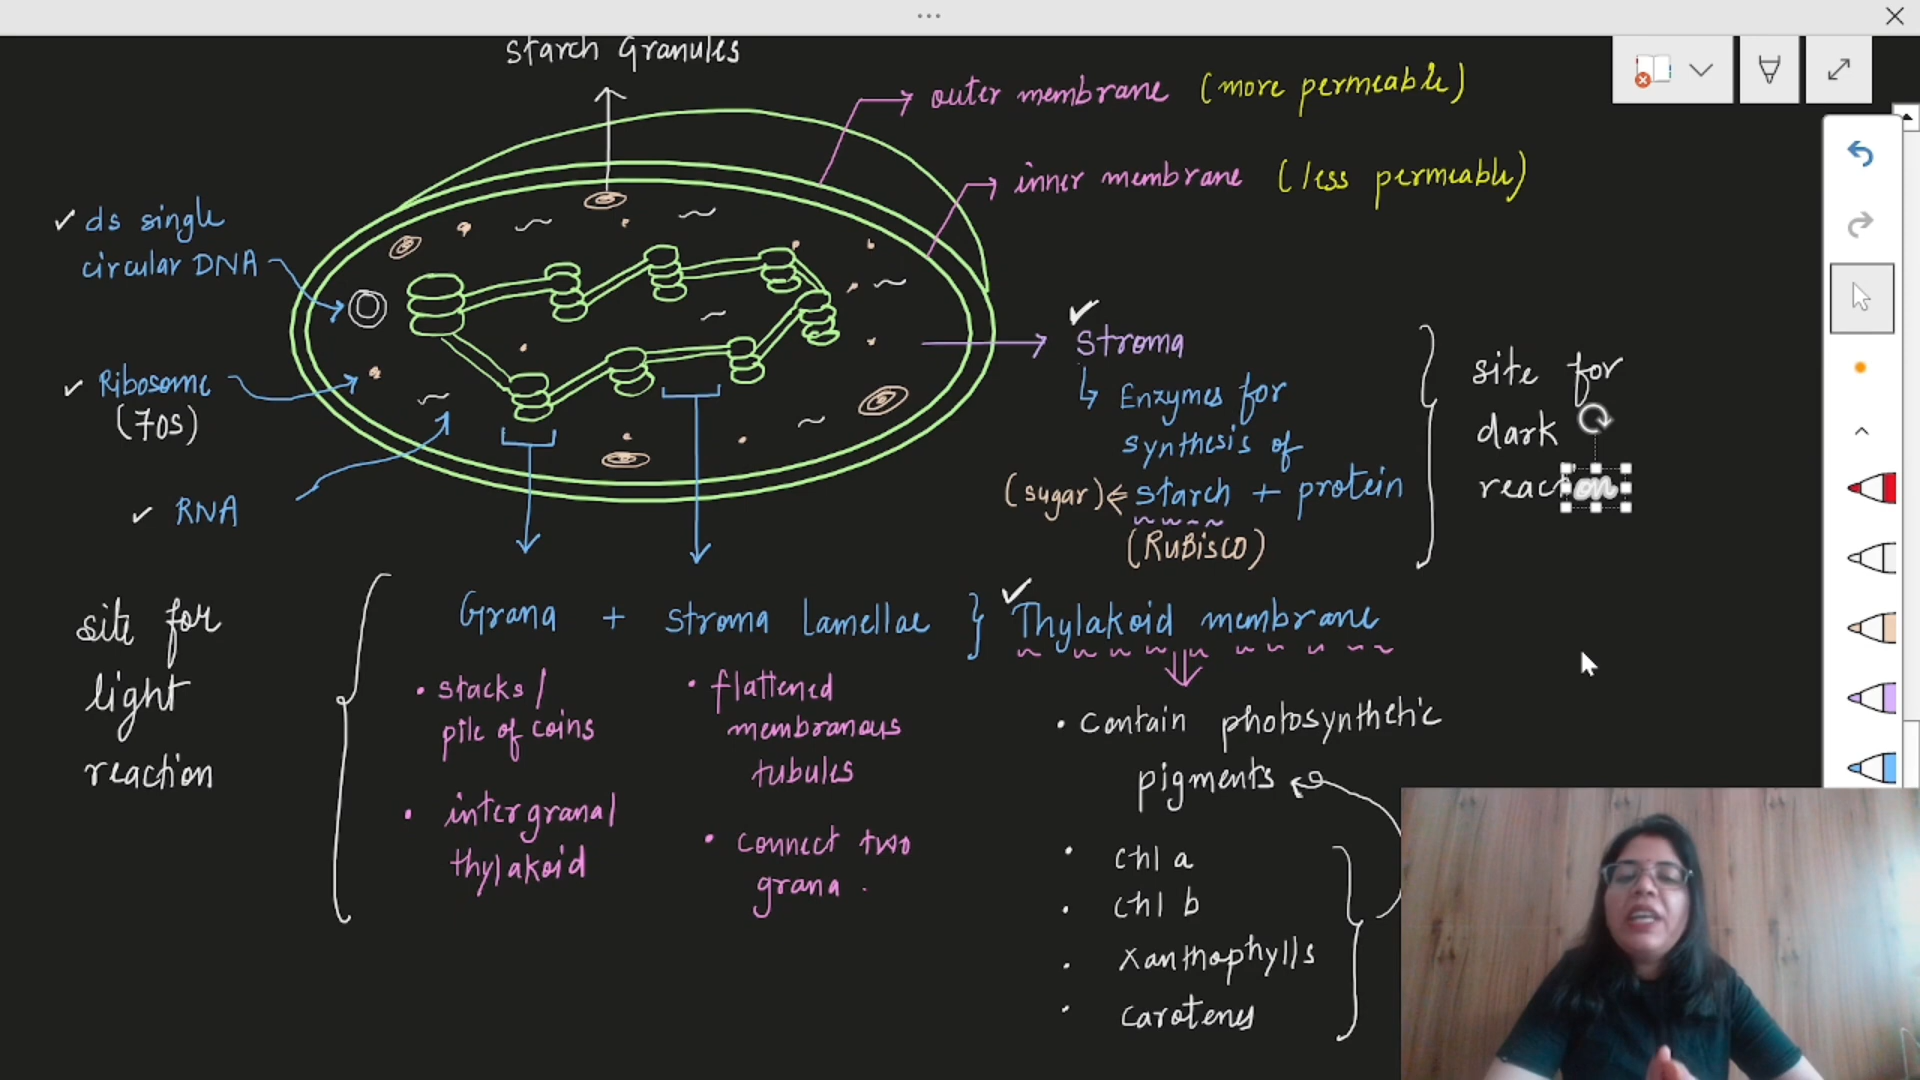 Starch Granules
outer membrane (more permeable)
inner membrane (less permeable)
✓ ds single
circular DNA
✓ Ribosome
(70S)
✓ RNA
✓
Stroma
↳ Enzymes for
synthesis of
(sugar) ← starch + protein
(RuBisCO)
site for
dark
reaction
site for
light
reaction
Grana + stroma lamellae } ✓ Thylakoid membrane
• stacks /
pile of coins
• intergranal
thylakoid
• flattened
membranous
tubules
• connect two
grana .
• contain photosynthetic
pigments
• chl a
• chl b
• xanthophylls
• carotenes